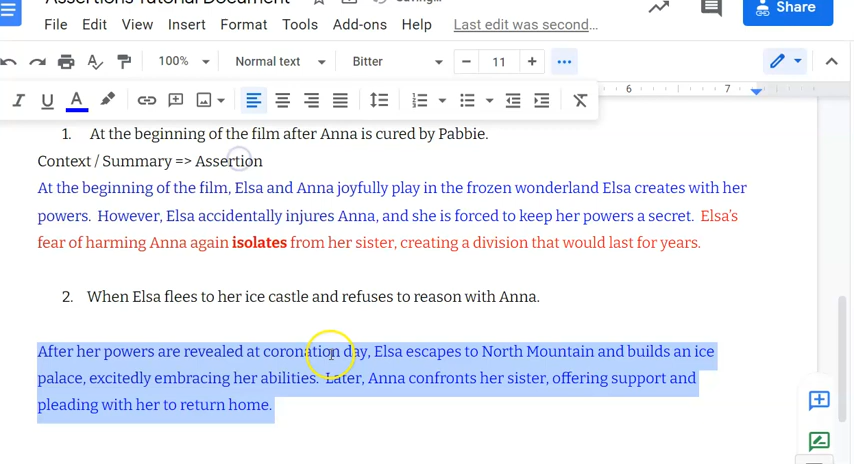 Assertions Tutorial Document
Saving...
File Edit View Insert Format Tools Add-ons Help Last edit was second...
Share
100% Normal text Bitter 11
6 7
1. At the beginning of the film after Anna is cured by Pabbie.
Context / Summary => Assertion
At the beginning of the film, Elsa and Anna joyfully play in the frozen wonderland Elsa creates with her
powers. However, Elsa accidentally injures Anna, and she is forced to keep her powers a secret. Elsa's
fear of harming Anna again isolates from her sister, creating a division that would last for years.
2. When Elsa flees to her ice castle and refuses to reason with Anna.
After her powers are revealed at coronation day, Elsa escapes to North Mountain and builds an ice
palace, excitedly embracing her abilities. Later, Anna confronts her sister, offering support and
pleading with her to return home.